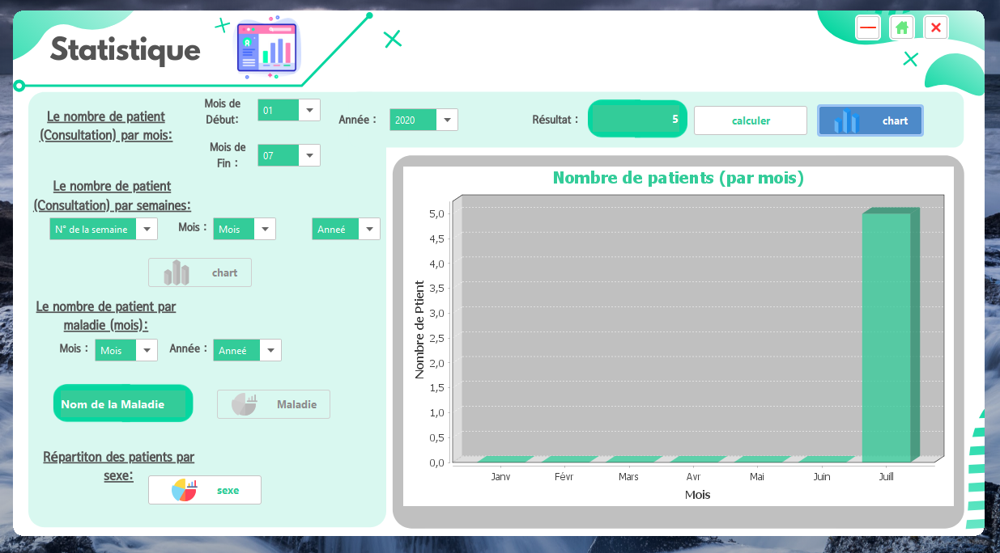 Statistique
Le nombre de patient
(Consultation) par mois:
Mois de
Début:
01
Année :
2020
Résultat :
5
calculer
chart
Mois de
Fin :
07
Le nombre de patient
(Consultation) par semaines:
N° de la semaine
Mois :
Mois
Anneé
chart
Le nombre de patient par
maladie (mois):
Mois :
Mois
Année :
Anneé
Nom de la Maladie
Maladie
Répartiton des patients par
sexe:
sexe
Nombre de patients (par mois)
Nombre de Ptient
5,0
4,5
4,0
3,5
3,0
2,5
2,0
1,5
1,0
0,5
0,0
Janv Févr Mars Avr Mai Juin Juill
Mois